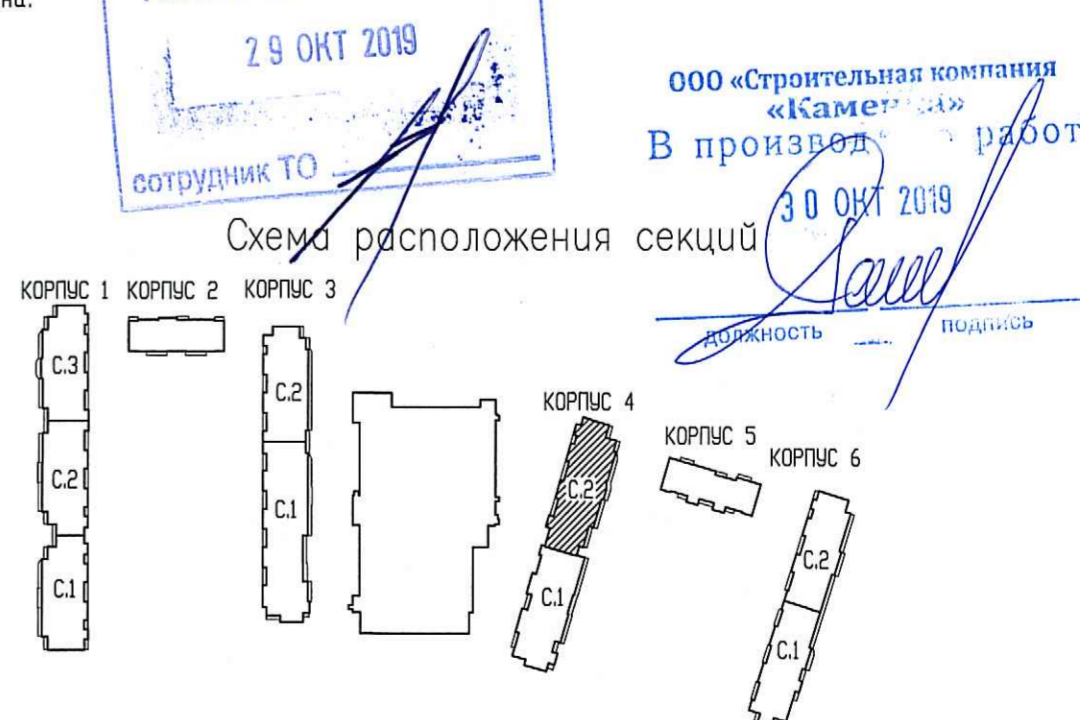 29 ОКТ 2019
сотрудник ТО
ООО «Строительная компания
В работ
30 ОКТ 2019
должность подпись
Схема расположения секций
КОРПУС 1 КОРПУС 2 КОРПУС 3
С.3
С.2
С.1
С.2
С.1
КОРПУС 4
С.2
С.1
КОРПУС 5
КОРПУС 6
С.2
С.1